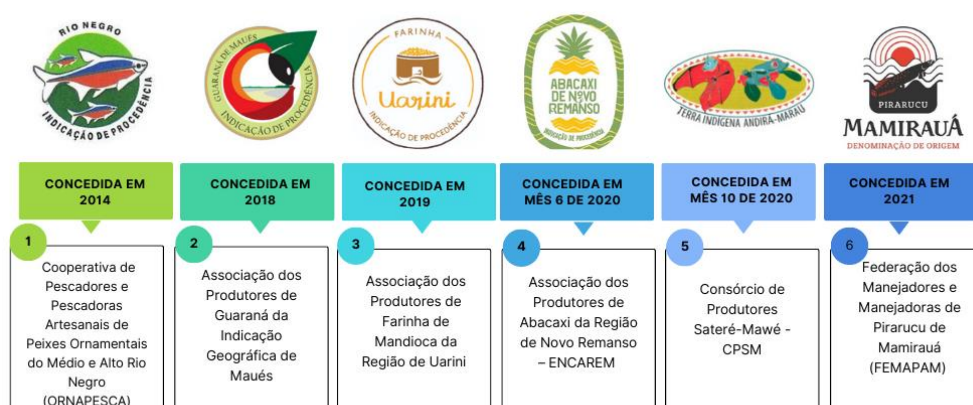 RIO NEGRO
INDICAÇÃO DE PROCEDÊNCIA
GUARANÁ DE MAUÉS
INDICAÇÃO DE PROCEDÊNCIA
FARINHA
Uarini
INDICAÇÃO DE PROCEDÊNCIA
ABACAXI
DE NOVO
REMANSO
INDICAÇÃO DE PROCEDÊNCIA
TERRA INDÍGENA ANDIRÁ-MARAÚ
PIRARUCU
MAMIRAUÁ
DENOMINAÇÃO DE ORIGEM
CONCEDIDA EM
2014
CONCEDIDA EM
2018
CONCEDIDA EM
2019
CONCEDIDA EM
MÊS 6 DE 2020
CONCEDIDA EM
MÊS 10 DE 2020
CONCEDIDA EM
2021
1
Cooperativa de
Pescadores e
Pescadoras
Artesanais de
Peixes Ornamentais
do Médio e Alto Rio
Negro
(ORNAPESCA)
2
Associação dos
Produtores de
Guaraná da
Indicação
Geográfica de
Maués
3
Associação dos
Produtores de
Farinha de
Mandioca da
Região de Uarini
4
Associação dos
Produtores de
Abacaxi da Região
de Novo Remanso
– ENCAREM
5
Consórcio de
Produtores
Sateré-Mawé -
CPSM
6
Federação dos
Manejadores e
Manejadoras de
Pirarucu de
Mamirauá
(FEMAPAM)